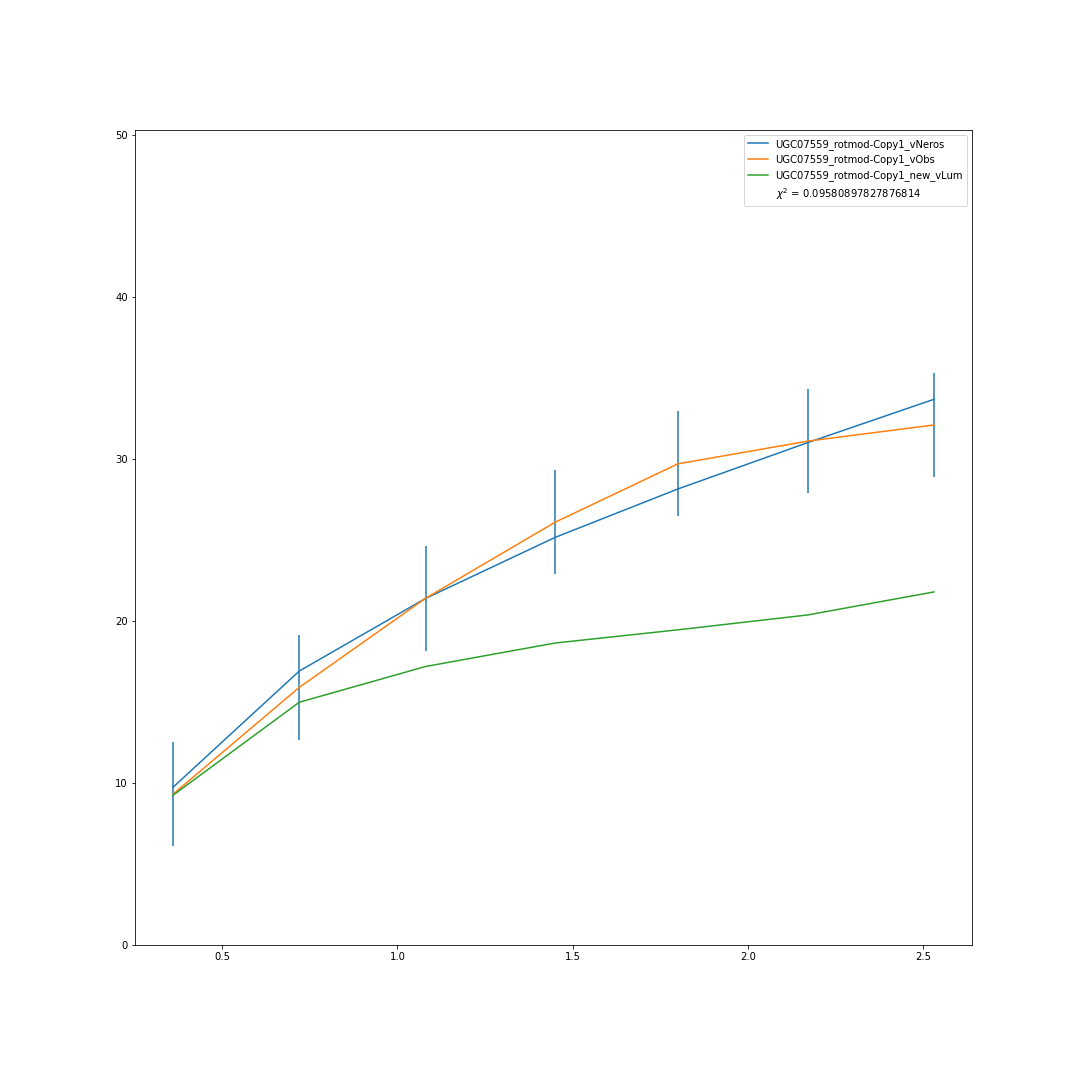 UGC07559_rotmod-Copy1_vNeros
UGC07559_rotmod-Copy1_vObs
UGC07559_rotmod-Copy1_new_vLum
χ² = 0.09580897827876814
50
40
30
20
10
0
0.5 1.0 1.5 2.0 2.5